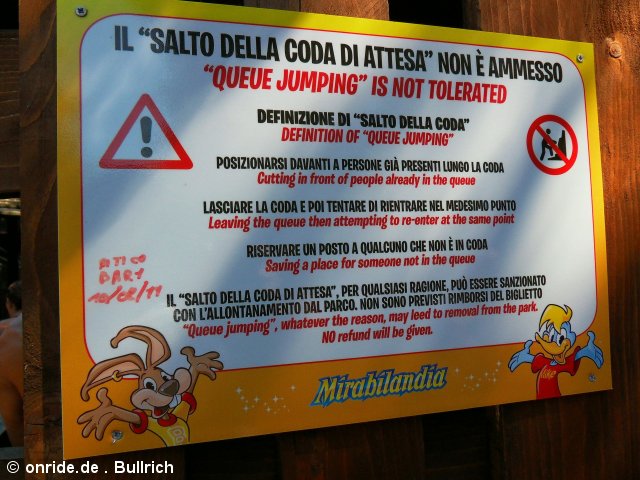 IL “SALTO DELLA CODA DI ATTESA” NON È AMMESSO
“QUEUE JUMPING” IS NOT TOLERATED
DEFINIZIONE DI “SALTO DELLA CODA”
DEFINITION OF “QUEUE JUMPING”
POSIZIONARSI DAVANTI A PERSONE GIÀ PRESENTI LUNGO LA CODA
Cutting in front of people already in the queue
LASCIARE LA CODA E POI TENTARE DI RIENTRARE NEL MEDESIMO PUNTO
Leaving the queue then attempting to re-enter at the same point
RISERVARE UN POSTO A QUALCUNO CHE NON È IN CODA
Saving a place for someone not in the queue
IL “SALTO DELLA CODA DI ATTESA”, PER QUALSIASI RAGIONE, PUÒ ESSERE SANZIONATO
CON L’ALLONTANAMENTO DAL PARCO. NON SONO PREVISTI RIMBORSI DEL BIGLIETTO
“Queue jumping”, whatever the reason, may leed to removal from the park.
NO refund will be given.
Mirabilandia
© onride.de . Bullrich